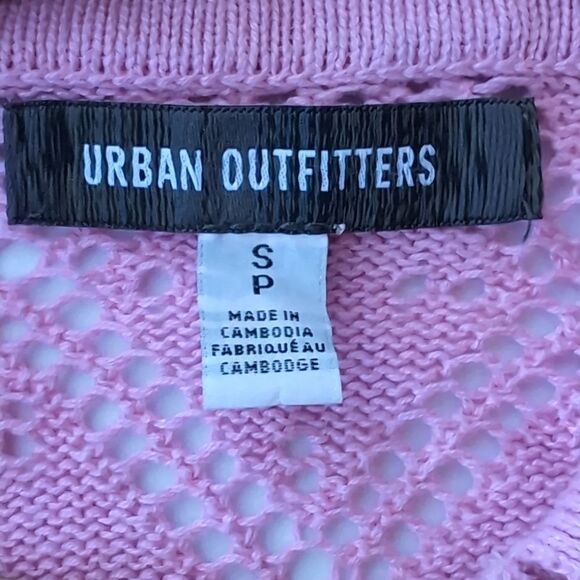 URBAN OUTFITTERS
S
P
MADE IN
CAMBODIA
FABRIQUÉ AU
CAMBODGE